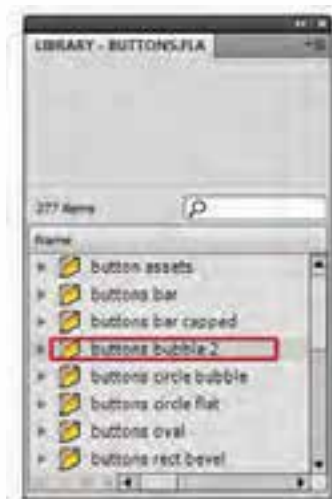 LIBRARY - BUTTONS.FLA
277 items
Name
button assets
buttons bar
buttons bar capped
buttons bubble 2
buttons circle bubble
buttons circle flat
buttons oval
buttons rect bevel